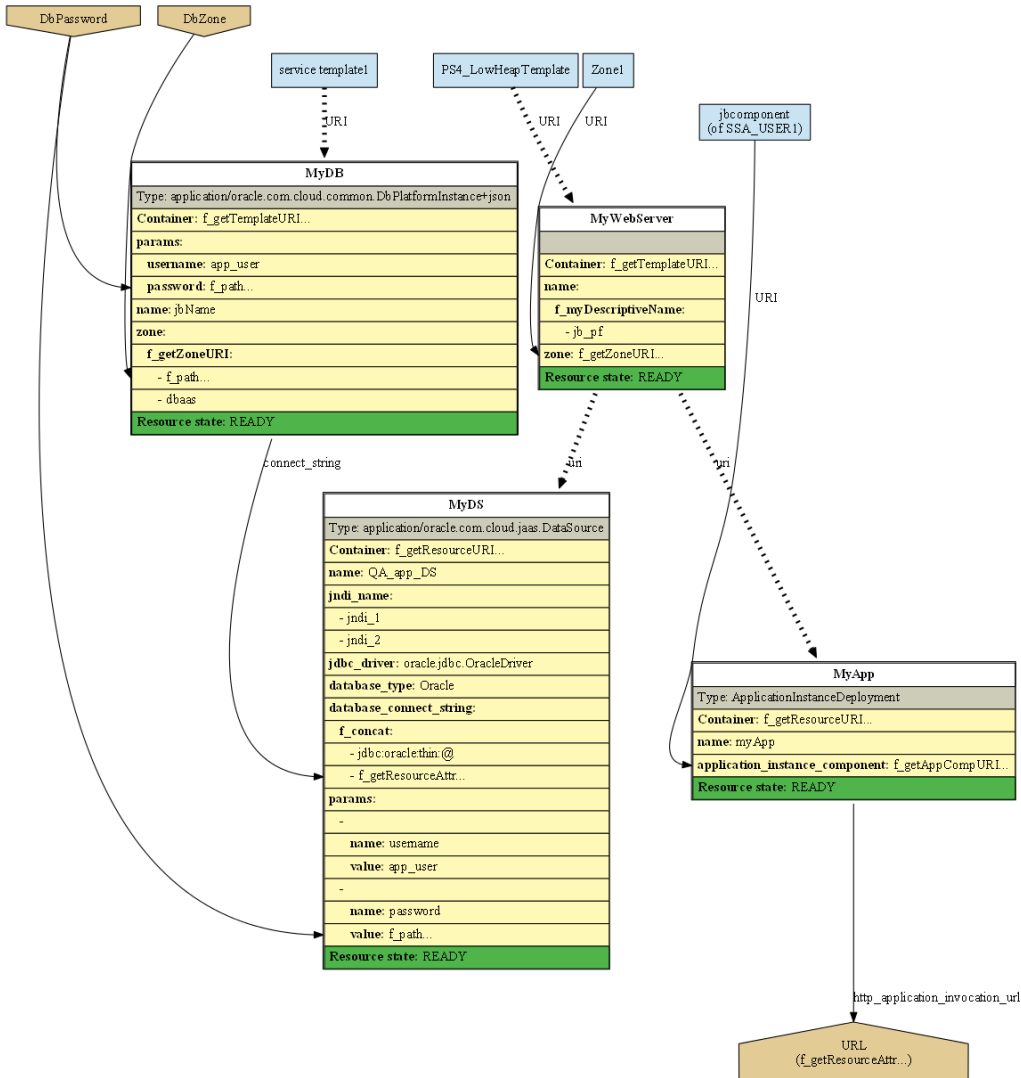 DbPassword
DbZone
service template1
PS4_LowHeapTemplate
Zone1
jbcomponent
(of SSA_USER1)
URI
URI
URI
URI
MyDB
Type: application/oracle.com.cloud.common.DbPlatformInstance+json
Container: f_getTemplateURI...
params:
username: app_user
password: f_path...
name: jbName
zone:
f_getZoneURI:
- f_path...
- dbaas
Resource state: READY
MyWebServer
Container: f_getTemplateURI...
name:
f_myDescriptiveName:
- jb_pf
zone: f_getZoneURI...
Resource state: READY
connect_string
uri
uri
MyDS
Type: application/oracle.com.cloud.jaas.DataSource
Container: f_getResourceURI...
name: QA_app_DS
jndi_name:
- jndi_1
- jndi_2
jdbc_driver: oracle.jdbc.OracleDriver
database_type: Oracle
database_connect_string:
f_concat:
- jdbc:oracle:thin:@
- f_getResourceAttr...
params:
-
name: username
value: app_user
-
name: password
value: f_path...
Resource state: READY
MyApp
Type: ApplicationInstanceDeployment
Container: f_getResourceURI...
name: myApp
application_instance_component: f_getAppCompURI...
Resource state: READY
http_application_invocation_url
URL
(f_getResourceAttr...)